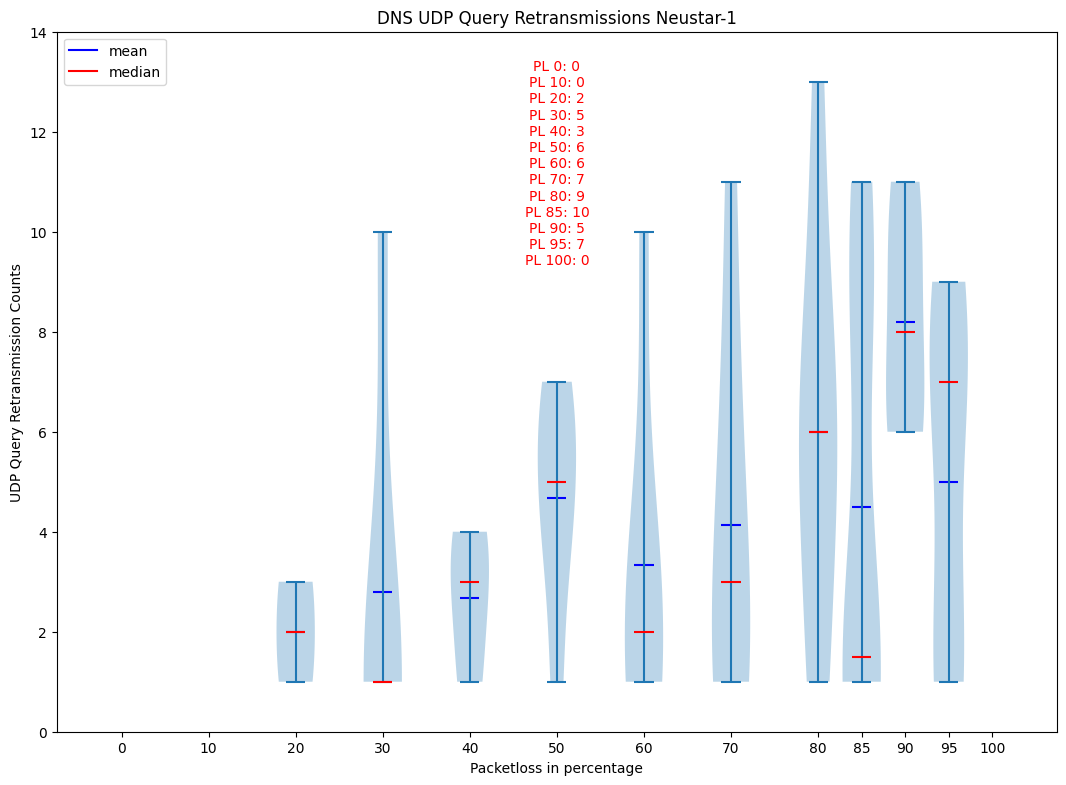 DNS UDP Query Retransmissions Neustar-1
mean
median
PL 0: 0
PL 10: 0
PL 20: 2
PL 30: 5
PL 40: 3
PL 50: 6
PL 60: 6
PL 70: 7
PL 80: 9
PL 85: 10
PL 90: 5
PL 95: 7
PL 100: 0
UDP Query Retransmission Counts
14
12
10
8
6
4
2
0
0 10 20 30 40 50 60 70 80 85 90 95 100
Packetloss in percentage